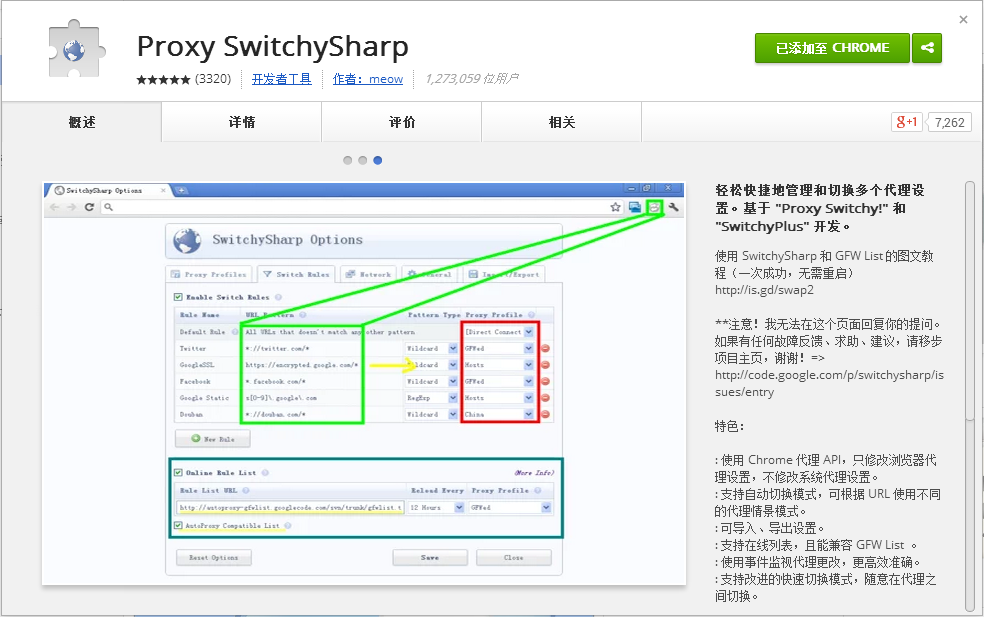 Proxy SwitchySharp
★★★★★ (3320) 开发者工具 作者：meow 1,273,059 位用户
已添加至 CHROME
概述 详情 评价 相关
g+1 7,262
SwitchySharp Options
SwitchySharp Options
Proxy Profiles Switch Rules Network General Import/Export
Enable Switch Rules
Rule Name URL Pattern Pattern Type Proxy Profile
Default Rule All URLs that doesn't match any other pattern [Direct Connect
Twitter *://twitter.com/* Wildcard GFWed
GoogleSSL https://encrypted.google.com/* Wildcard Hosts
Facebook *.facebook.com/* Wildcard GFWed
Google Static s[0-9]\.google\.com RegExp Hosts
Douban *://douban.com/* Wildcard China
New Rule
Online Rule List (More Info)
Rule List URL Reload Every Proxy Profile
http://autoproxy-gfwlist.googlecode.com/svn/trunk/gfwlist.t 12 Hours GFWed
AutoProxy Compatible List
Reset Options Save Close
轻松快捷地管理和切换多个代理设
置。基于 "Proxy Switchy!" 和
"SwitchyPlus" 开发。
使用 SwitchySharp 和 GFW List 的图文教
程（一次成功，无需重启）
http://is.gd/swap2
**注意！我无法在这个页面回复你的提问。
如果有任何故障反馈、求助、建议，请移步
项目主页，谢谢！=>
http://code.google.com/p/switchysharp/is
sues/entry
特色：
: 使用 Chrome 代理 API，只修改浏览器代
理设置，不修改系统代理设置。
: 支持自动切换模式，可根据 URL 使用不同
的代理情景模式。
: 可导入、导出设置。
: 支持在线列表，且能兼容 GFW List 。
: 使用事件监视代理更改，更高效准确。
: 支持改进的快速切换模式，随意在代理之
间切换。